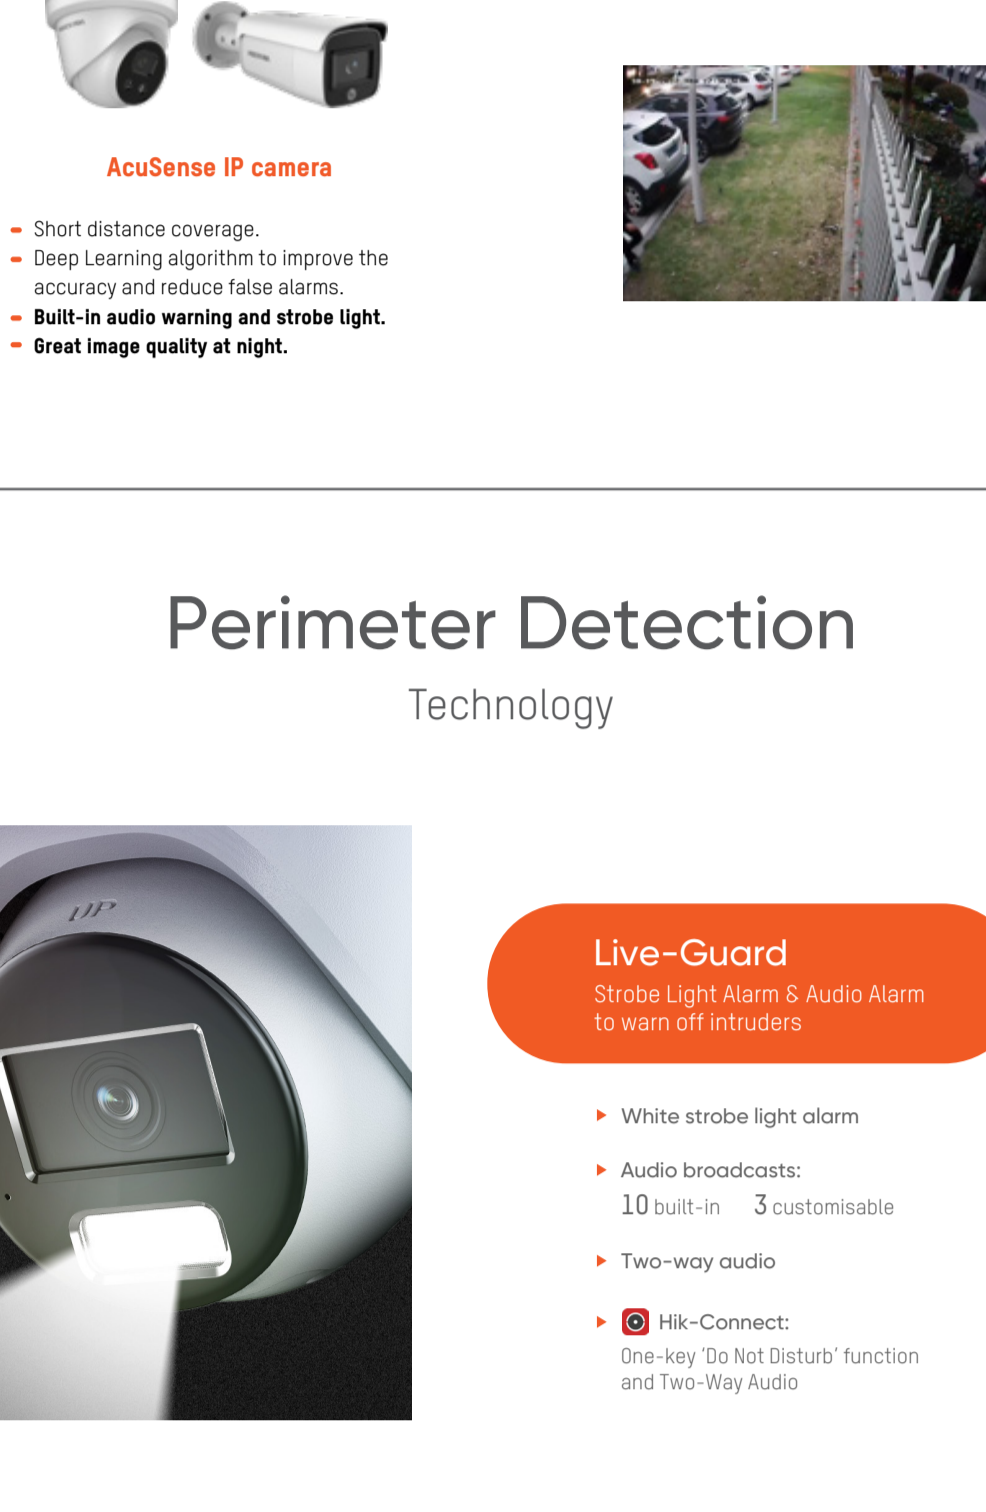 AcuSense IP camera
Short distance coverage.
Deep Learning algorithm to improve the
accuracy and reduce false alarms.
Built-in audio warning and strobe light.
Great image quality at night.
Perimeter Detection
Technology
UP
Live-Guard
Strobe Light Alarm & Audio Alarm
to warn off intruders
White strobe light alarm
Audio broadcasts:
10 built-in 3 customisable
Two-way audio
Hik-Connect:
One-key ‘Do Not Disturb’ function
and Two-Way Audio